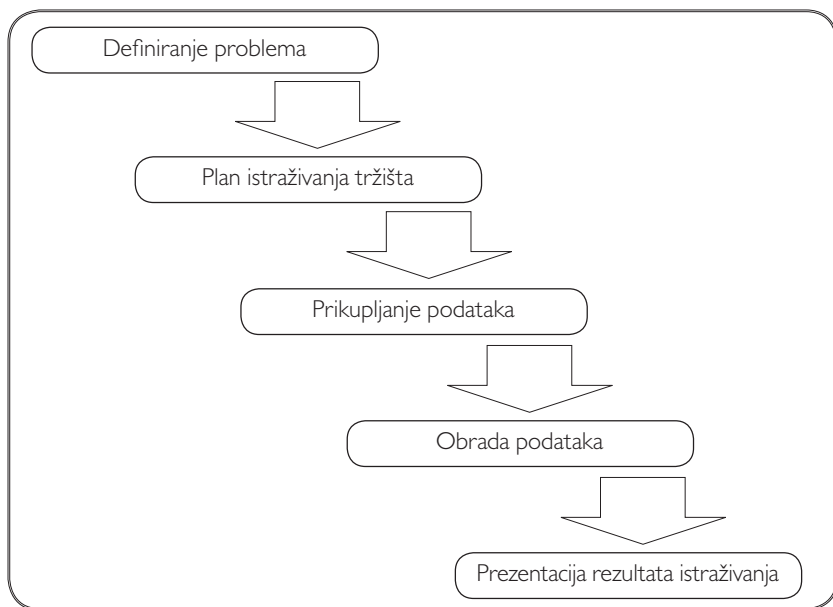 Definiranje problema
Plan istraživanja tržišta
Prikupljanje podataka
Obrada podataka
Prezentacija rezultata istraživanja